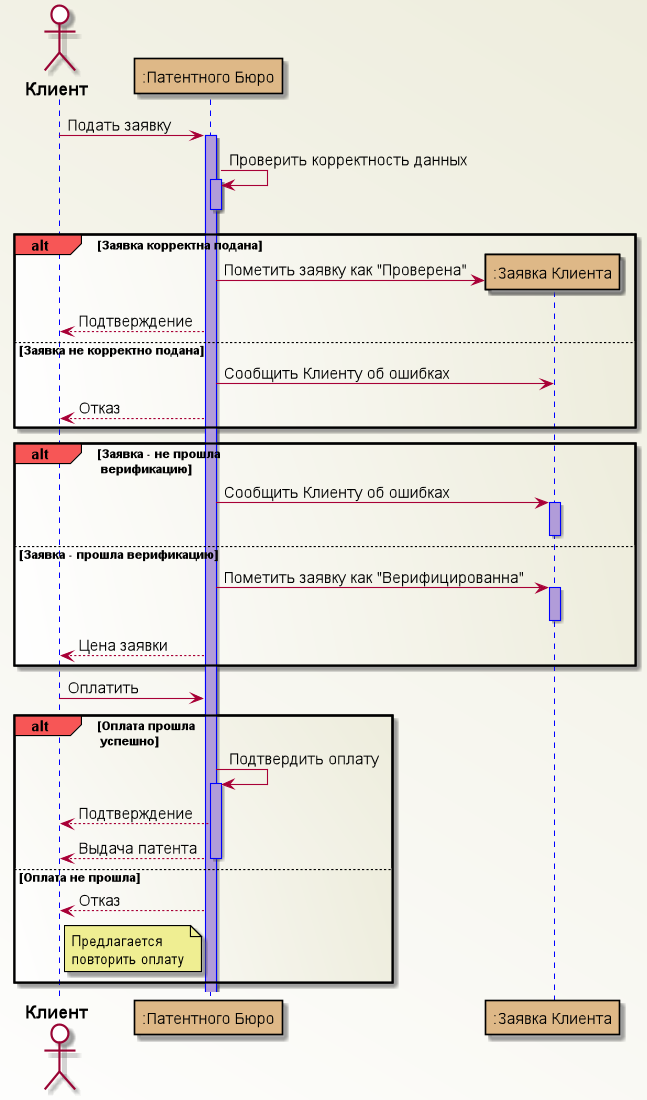 Клиент
:Патентного Бюро
Подать заявку
Проверить корректность данных
alt
[Заявка корректна подана]
Пометить заявку как "Проверена"
:Заявка Клиента
Подтверждение
[Заявка не корректно подана]
Сообщить Клиенту об ошибках
Отказ
alt
[Заявка - не прошла
верификацию]
Сообщить Клиенту об ошибках
[Заявка - прошла верификацию]
Пометить заявку как "Верифицированна"
Цена заявки
Оплатить
alt
[Оплата прошла
успешно]
Подтвердить оплату
Подтверждение
Выдача патента
[Оплата не прошла]
Отказ
Предлагается
повторить оплату
Клиент
:Патентного Бюро
:Заявка Клиента